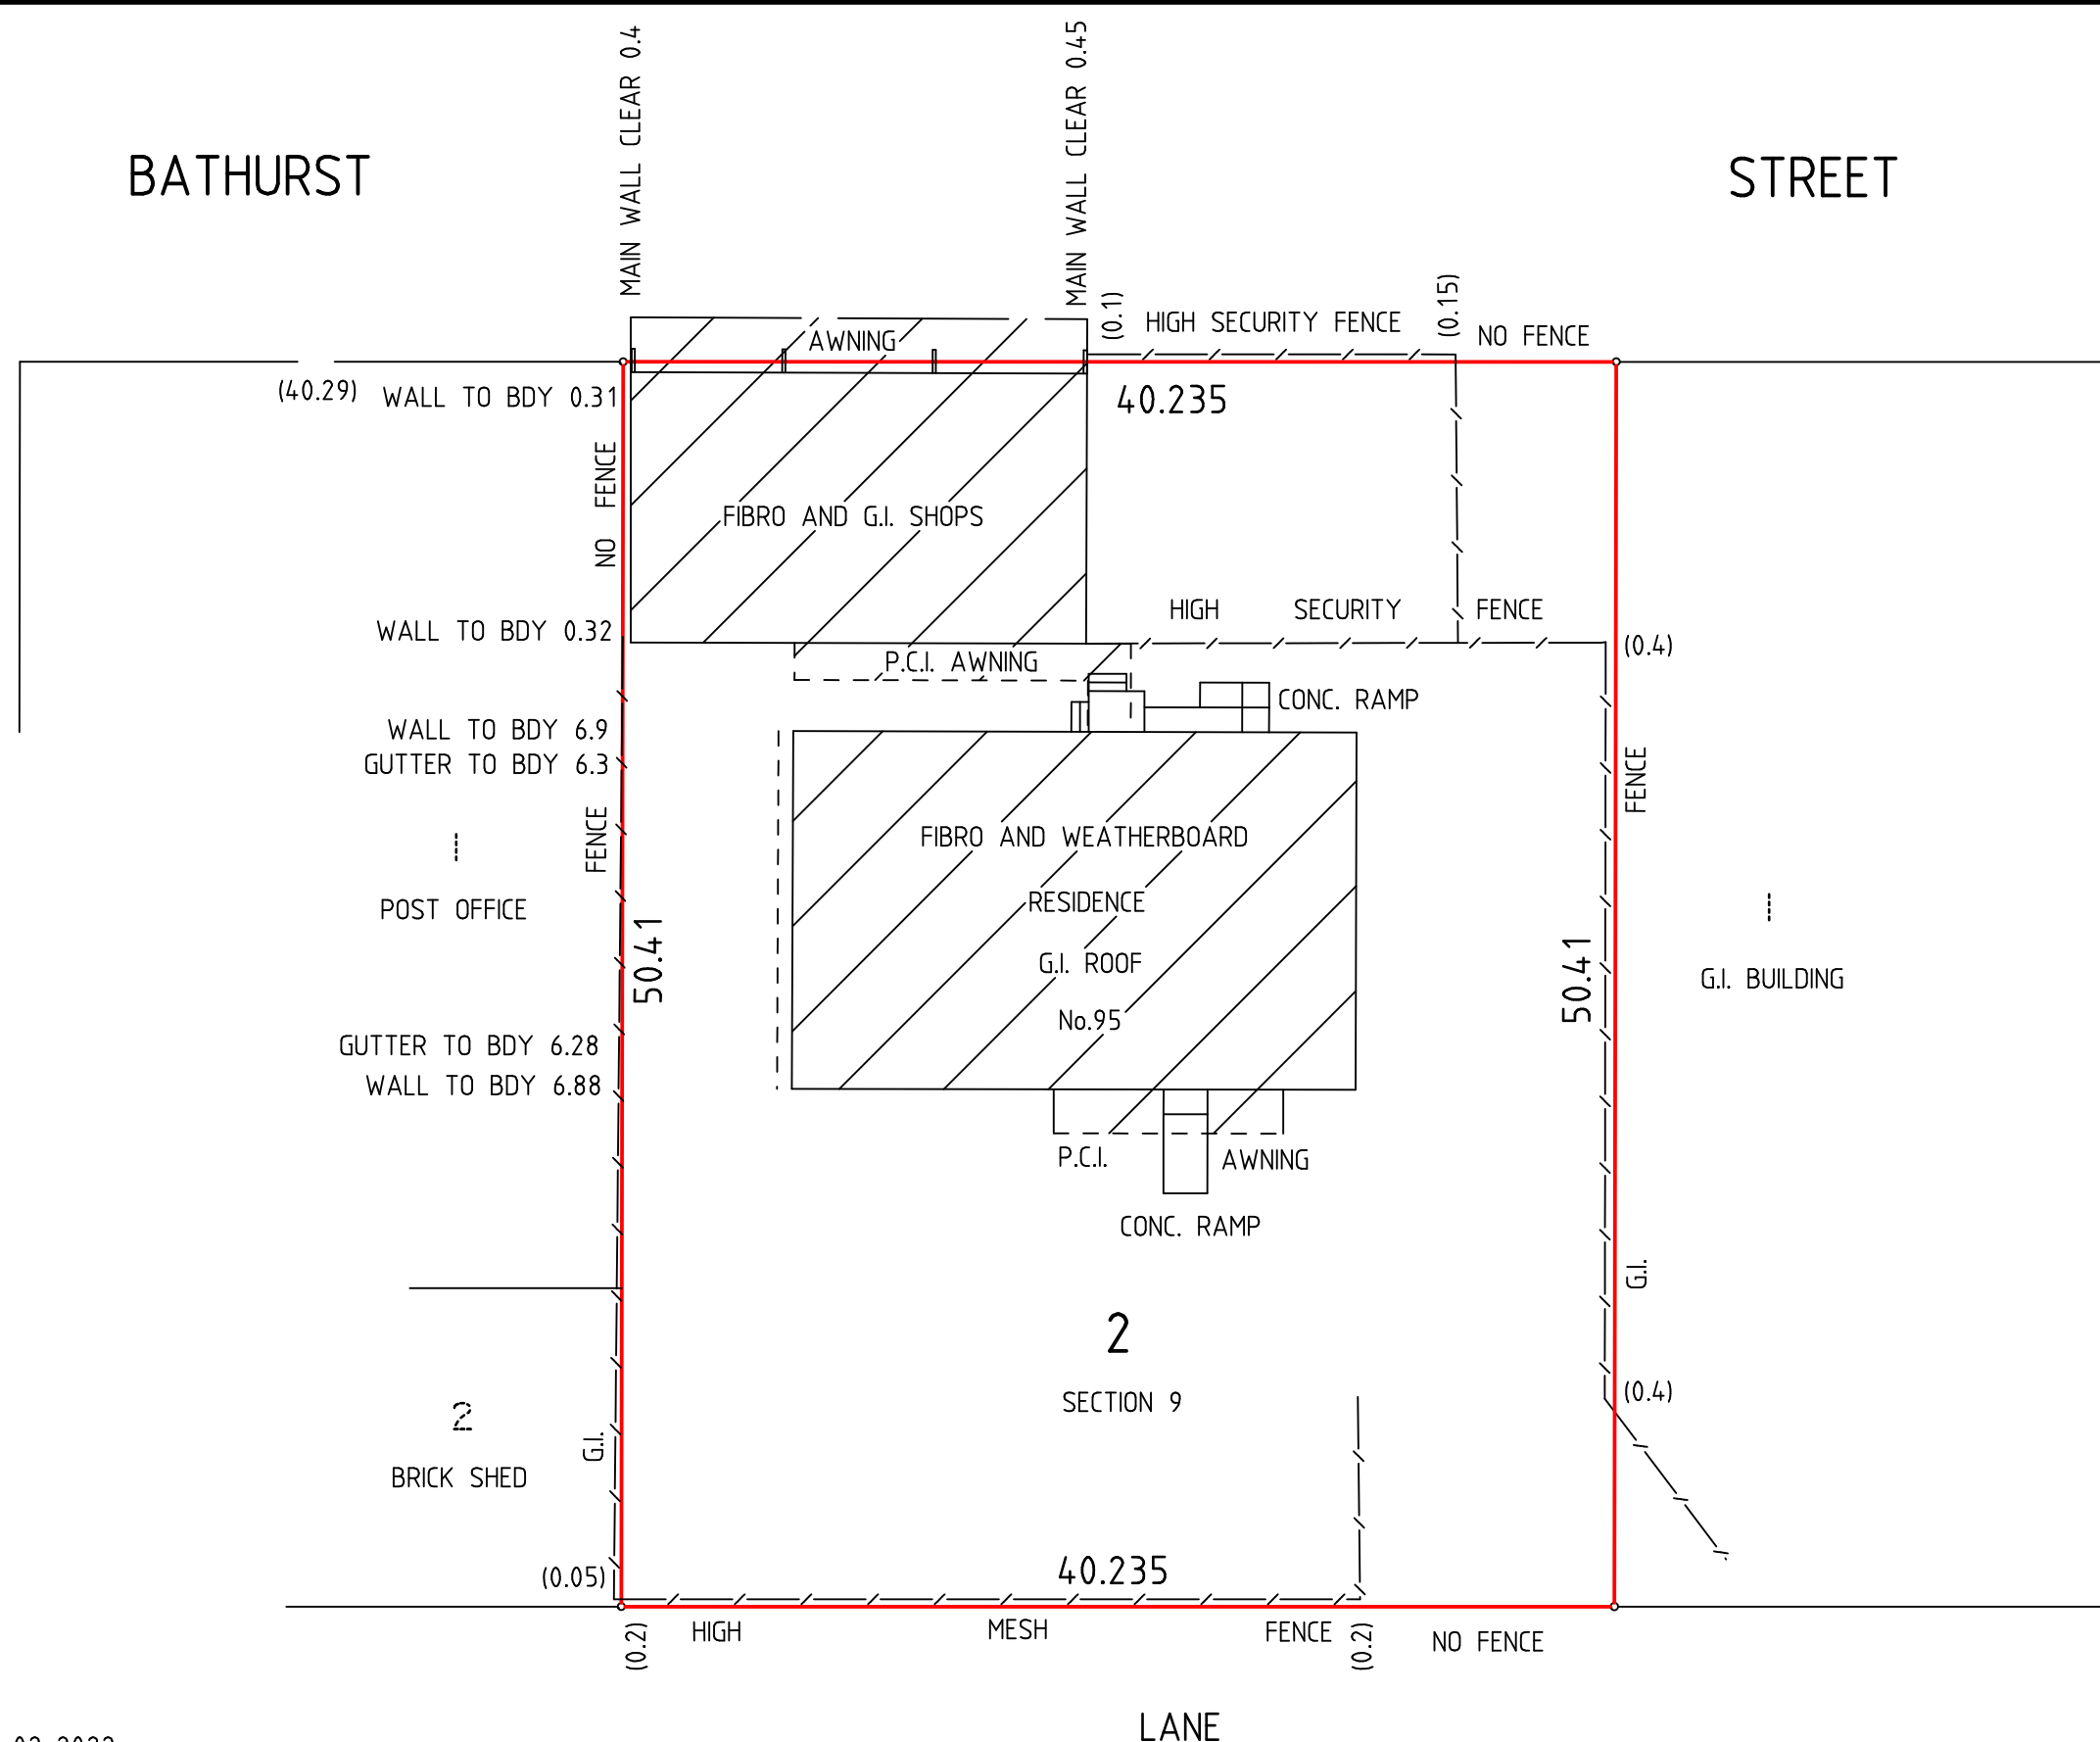 MAIN WALL CLEAR 0.4
MAIN WALL CLEAR 0.45
BATHURST
STREET
(0.1)
HIGH SECURITY FENCE
(0.15)
NO FENCE
AWNING
(40.29)
WALL TO BDY 0.31
40.235
NO FENCE
FIBRO AND G.I. SHOPS
WALL TO BDY 0.32
HIGH SECURITY FENCE
(0.4)
P.C.I. AWNING
CONC. RAMP
WALL TO BDY 6.9
GUTTER TO BDY 6.3
FENCE
FENCE
FIBRO AND WEATHERBOARD
RESIDENCE
G.I. ROOF
No.95
POST OFFICE
50.41
50.41
G.I. BUILDING
GUTTER TO BDY 6.28
WALL TO BDY 6.88
P.C.I. AWNING
CONC. RAMP
G.I.
2
SECTION 9
(0.4)
2
G.I.
BRICK SHED
(0.05)
40.235
(0.2)
HIGH MESH FENCE
(0.2)
NO FENCE
LANE